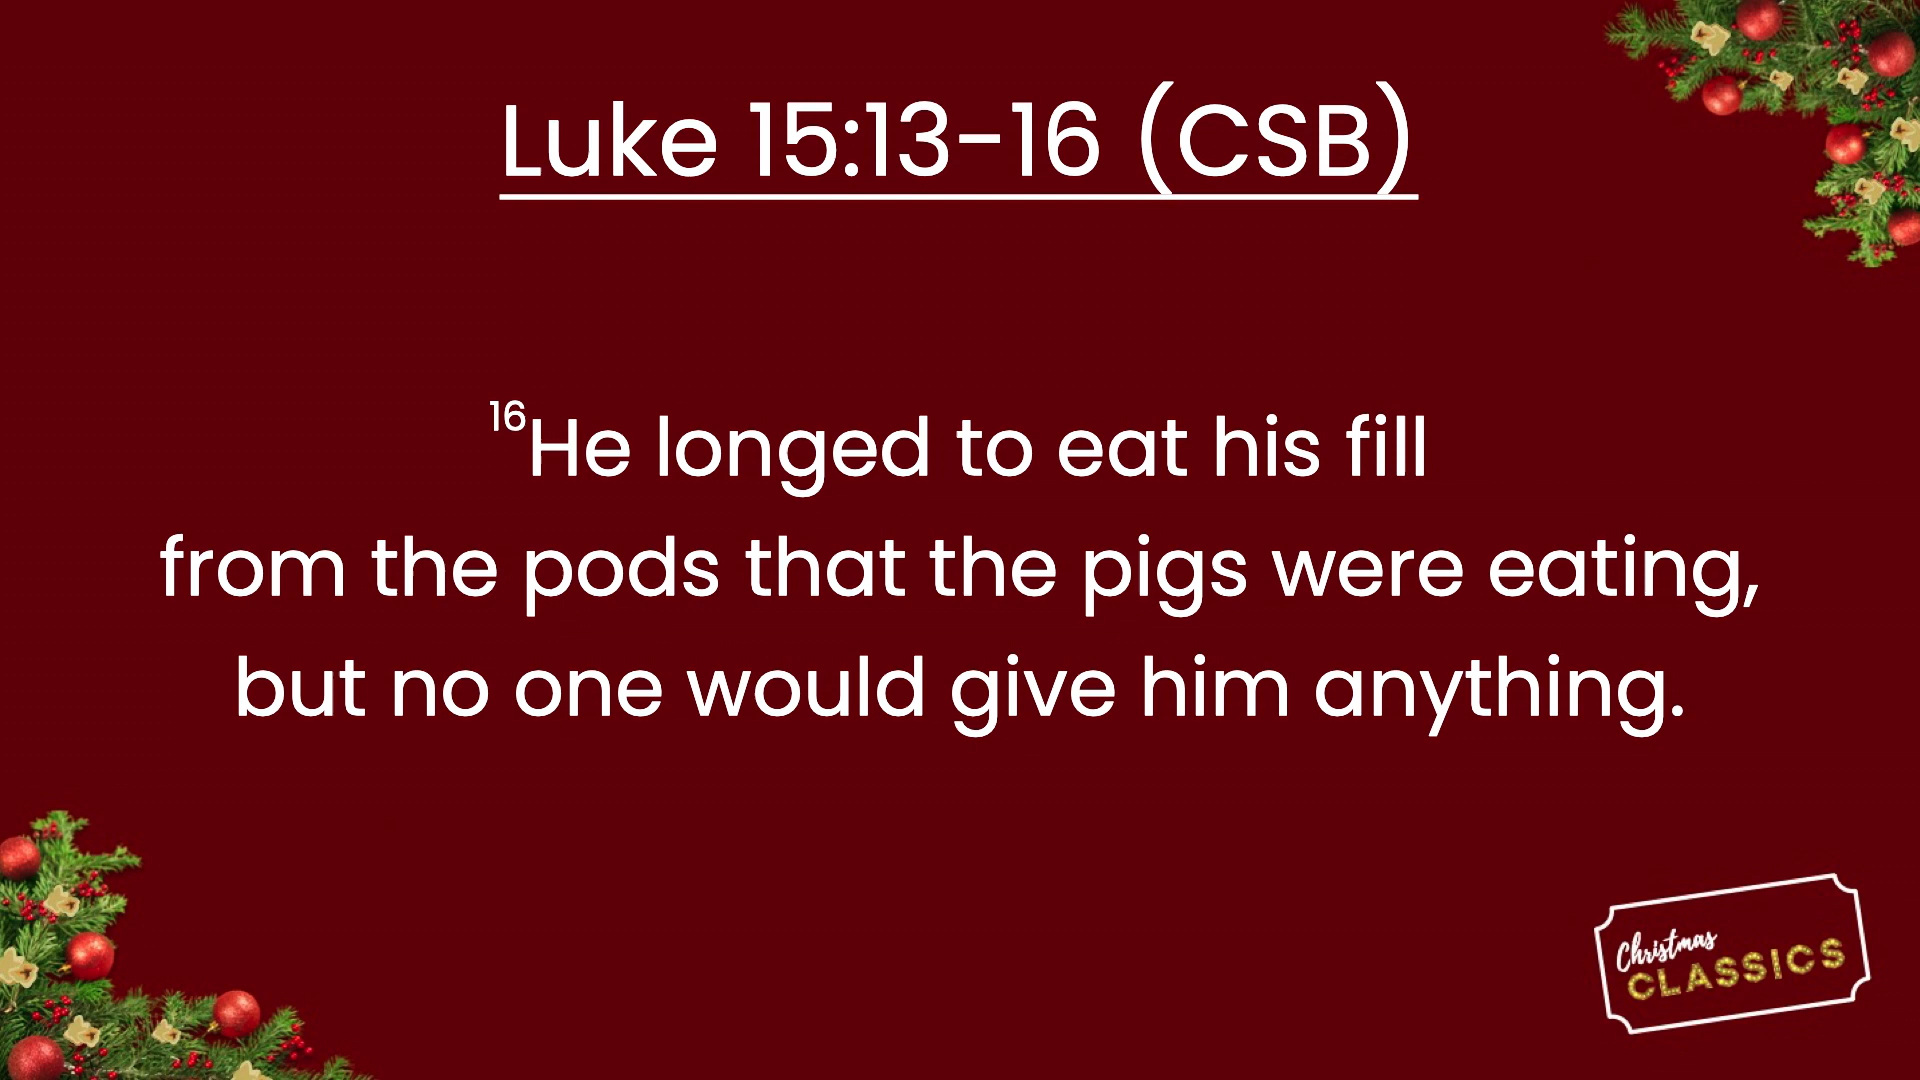 Luke 15:13-16 (CSB)
16He longed to eat his fill
from the pods that the pigs were eating,
but no one would give him anything.
Christmas
CLASSICS